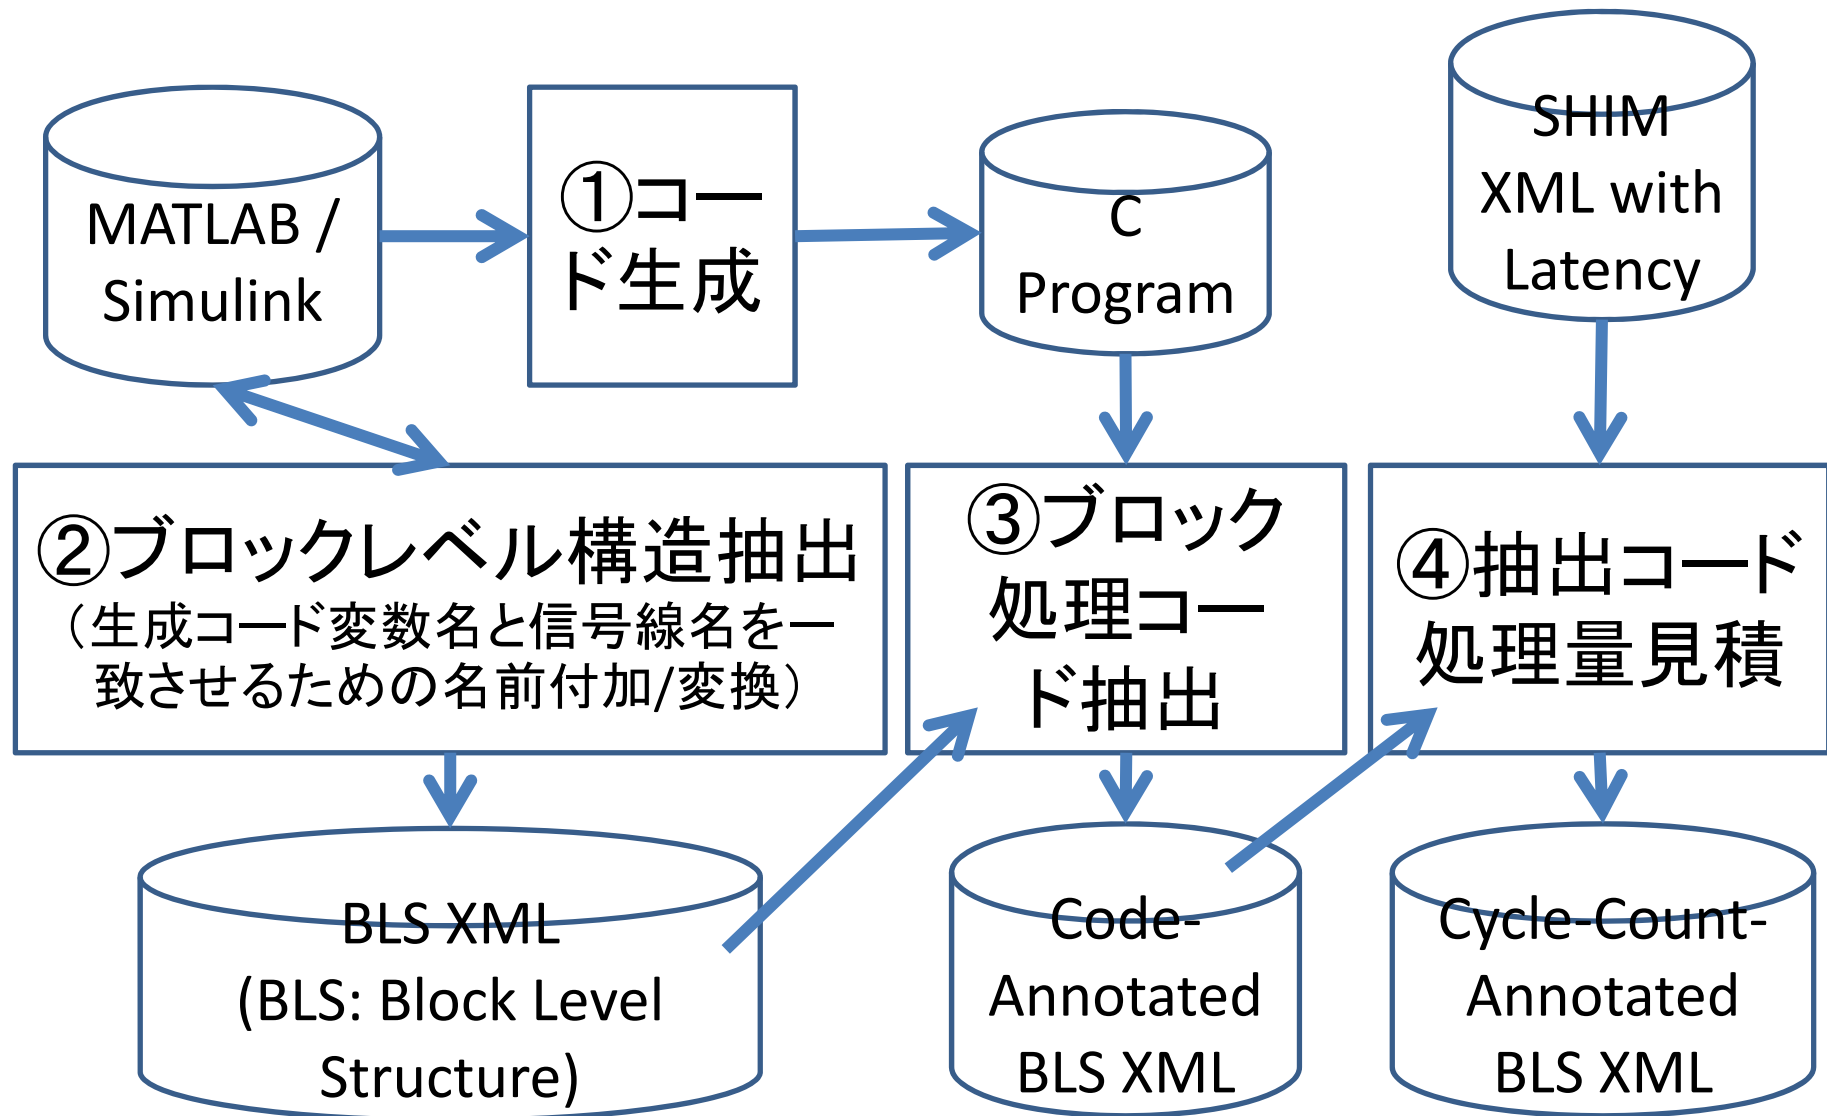 MATLAB /
Simulink
①コー
ド生成
C
Program
SHIM
XML with
Latency
②ブロックレベル構造抽出
（生成コード変数名と信号線名を一
致させるための名前付加/変換）
③ブロック
処理コー
ド抽出
④抽出コード
処理量見積
BLS XML
(BLS: Block Level
Structure)
Code-
Annotated
BLS XML
Cycle-Count-
Annotated
BLS XML